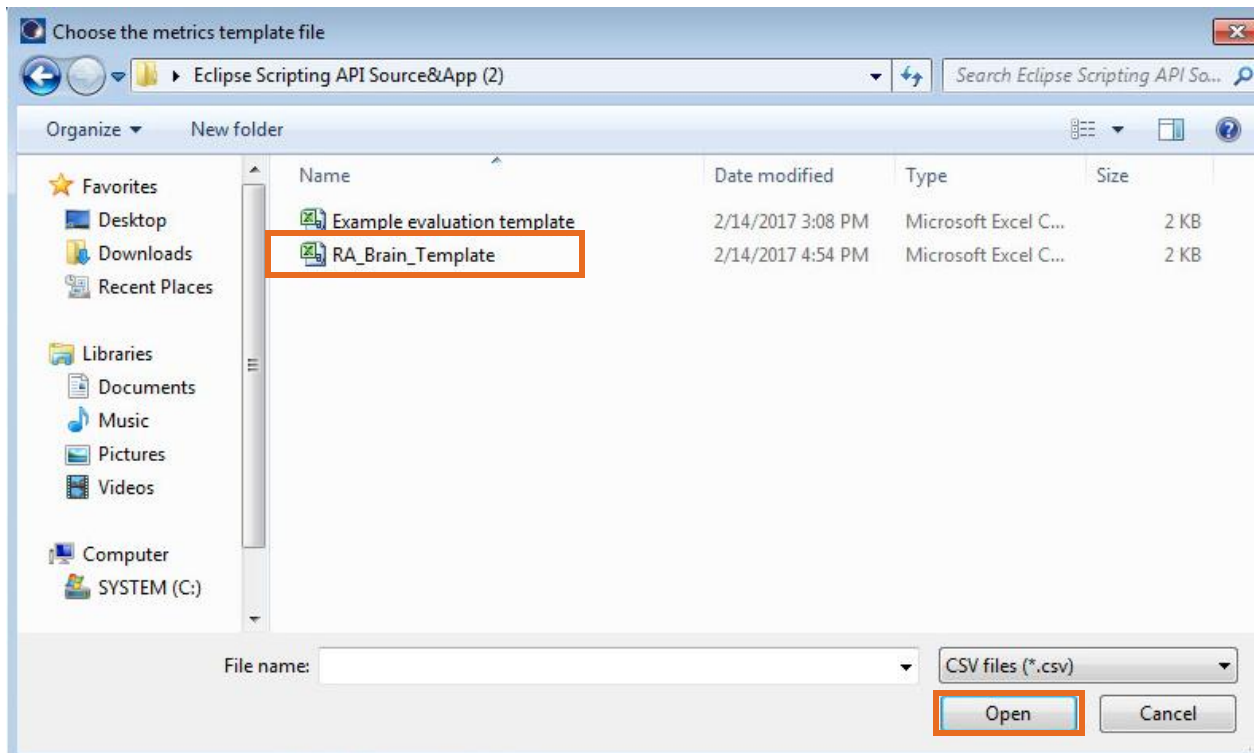 Choose the metrics template file
Eclipse Scripting API Source&App (2)
Search Eclipse Scripting API So...
Organize
New folder
Name
Date modified
Type
Size
Favorites
Desktop
Downloads
Recent Places
Libraries
Documents
Music
Pictures
Videos
Computer
SYSTEM (C:)
Example evaluation template 2/14/2017 3:08 PM Microsoft Excel C... 2 KB
RA_Brain_Template 2/14/2017 4:54 PM Microsoft Excel C... 2 KB
File name:
CSV files (*.csv)
Open
Cancel